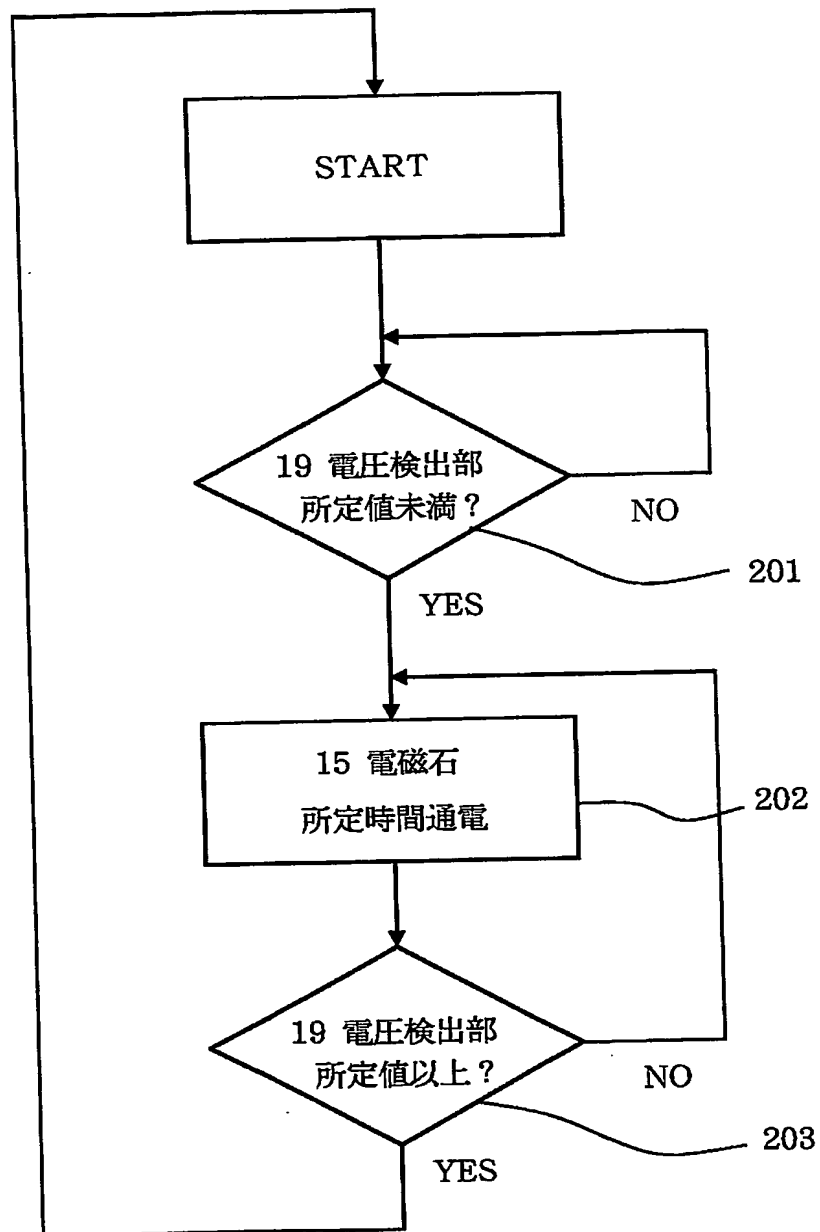 START
19 電圧検出部
所定値未満？
NO
201
YES
15 電磁石
所定時間通電
202
19 電圧検出部
所定値以上？
NO
203
YES